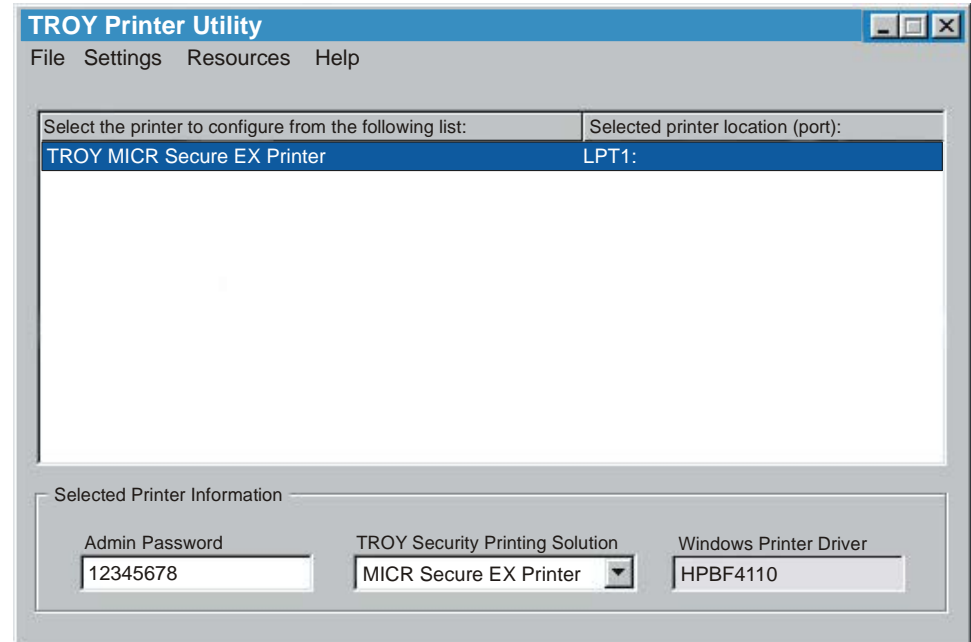 TROY Printer Utility
File Settings Resources Help
Select the printer to configure from the following list: Selected printer location (port):
TROY MICR Secure EX Printer LPT1:
Selected Printer Information
Admin Password TROY Security Printing Solution Windows Printer Driver
12345678 MICR Secure EX Printer HPBF4110